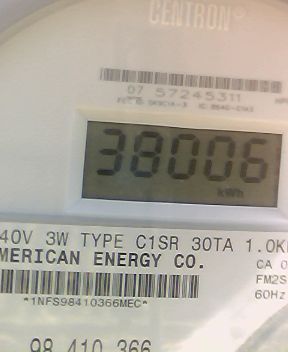 CENTRON®
07 57245311
38006
kWh
40V 3W TYPE C1SR 30TA 1.0K
MERICAN ENERGY CO.
CA 0
FM2S
*1NFS98410366MEC*
60Hz
98 410 366